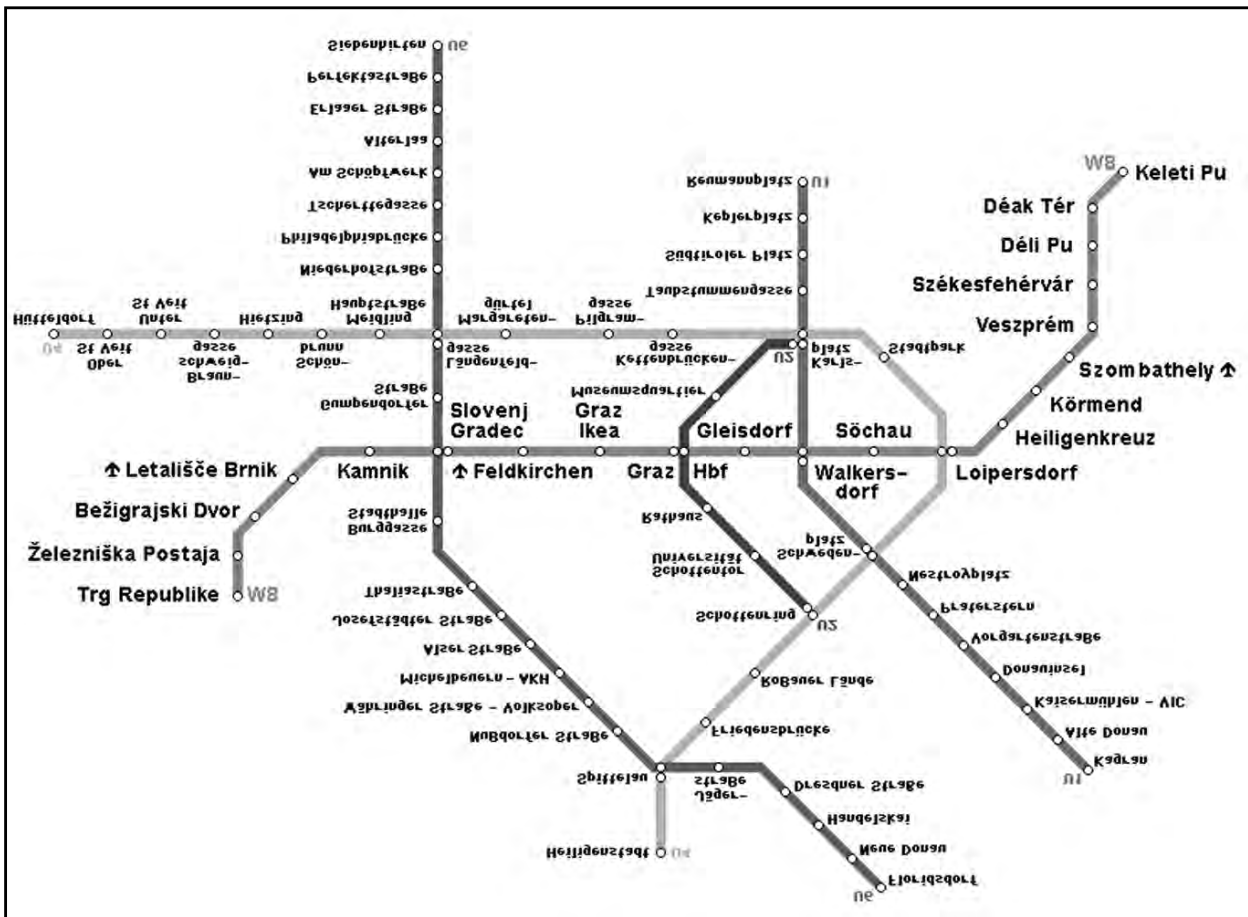 Siebenhirten
U6
Perfektastraße
Erlaaer Straße
Alterlaa
Am Schöpfwerk
Tscherttegasse
Philadelphiabrücke
Niederhofstraße
Reumannplatz
U1
Keplerplatz
Südtiroler Platz
Taubstummengasse
W8
Keleti Pu
Déak Tér
Déli Pu
Székesfehérvár
Veszprém
Szombathely
Körmend
Heiligenkreuz
Loipersdorf
Hütteldorf
U4
Ober
St Veit
Unter
St Veit
Braun-
schweig-
gasse
Hietzing
Schön-
brunn
Meidling
Hauptstraße
Längenfeld-
gasse
Margareten-
gürtel
Pilgram-
gasse
Kettenbrücken-
gasse
U2
Karls-
platz
Stadtpark
Museumsquartier
Gumpendorfer
Straße
Slovenj
Gradec
Graz
Ikea
Gleisdorf
Söchau
Letališče Brnik
Kamnik
Feldkirchen
Graz
Hbf
Walkers-
dorf
Bežigrajski Dvor
Železniška Postaja
Trg Republike
W8
Burggasse
Stadthalle
Rathaus
Schottentor
Universität
Schweden-
platz
Schottenring
U2
Nestroyplatz
Praterstern
Vorgartenstraße
Donauinsel
Kaisermühlen - VIC
Alte Donau
Kagran
U1
Thaliastraße
Josefstädter Straße
Alser Straße
Michelbeuern - AKH
Währinger Straße - Volksoper
Nußdorfer Straße
Roßauer Lände
Friedensbrücke
Spittelau
Jäger-
straße
Dresdner Straße
Handelskai
Neue Donau
Floridsdorf
U6
Heiligenstadt
U4